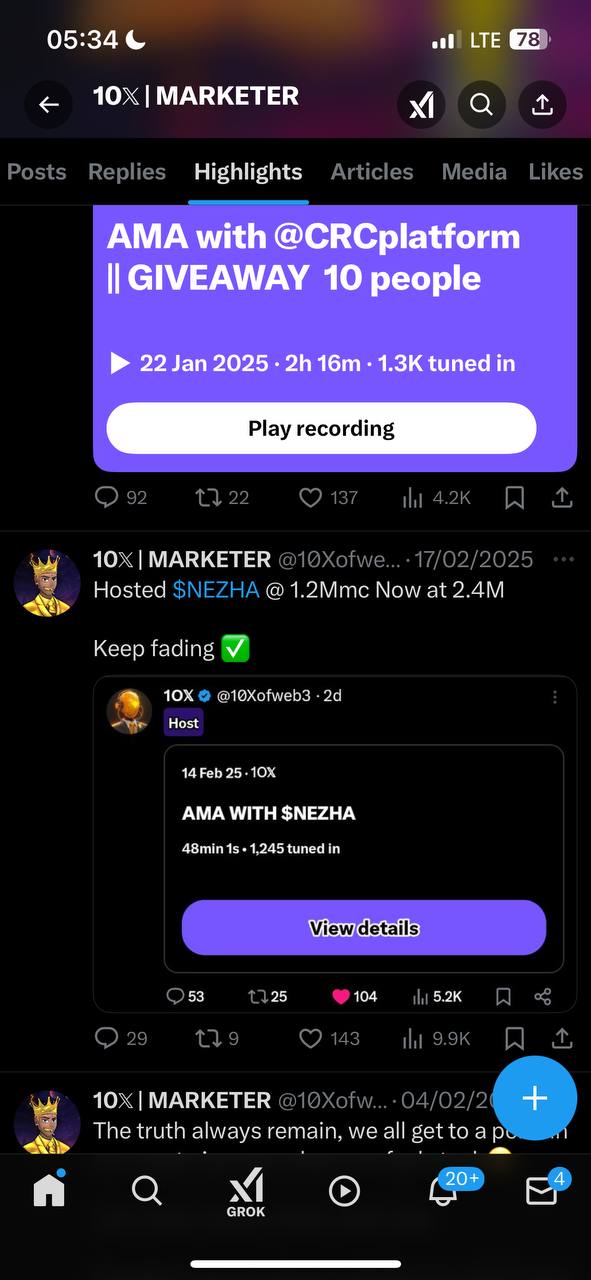 05:34
LTE 78
10𝕏 | MARKETER
Posts Replies Highlights Articles Media Likes
AMA with @CRCplatform
|| GIVEAWAY 10 people
22 Jan 2025 · 2h 16m · 1.3K tuned in
Play recording
92 22 137 4.2K
10𝕏 | MARKETER @10Xofwe... · 17/02/2025
Hosted $NEZHA @ 1.2Mmc Now at 2.4M
Keep fading ✅
10X @10Xofweb3 · 2d
Host
14 Feb 25 · 10X
AMA WITH $NEZHA
48min 1s • 1,245 tuned in
View details
53 25 104 5.2K
29 9 143 9.9K
10𝕏 | MARKETER @10Xofw... · 04/02/20
The truth always remain, we all get to a
20+ 4
GROK